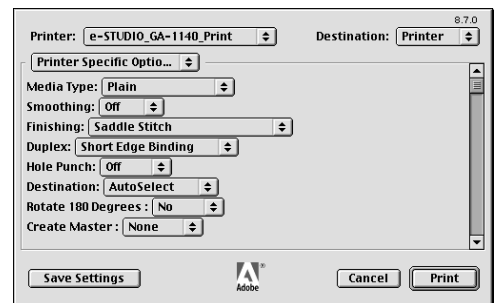 8.7.0
Printer: e-STUDIO_GA-1140_Print Destination: Printer
Printer Specific Optio...
Media Type: Plain
Smoothing: Off
Finishing: Saddle Stitch
Duplex: Short Edge Binding
Hole Punch: Off
Destination: AutoSelect
Rotate 180 Degrees : No
Create Master : None
Save Settings Adobe® Cancel Print